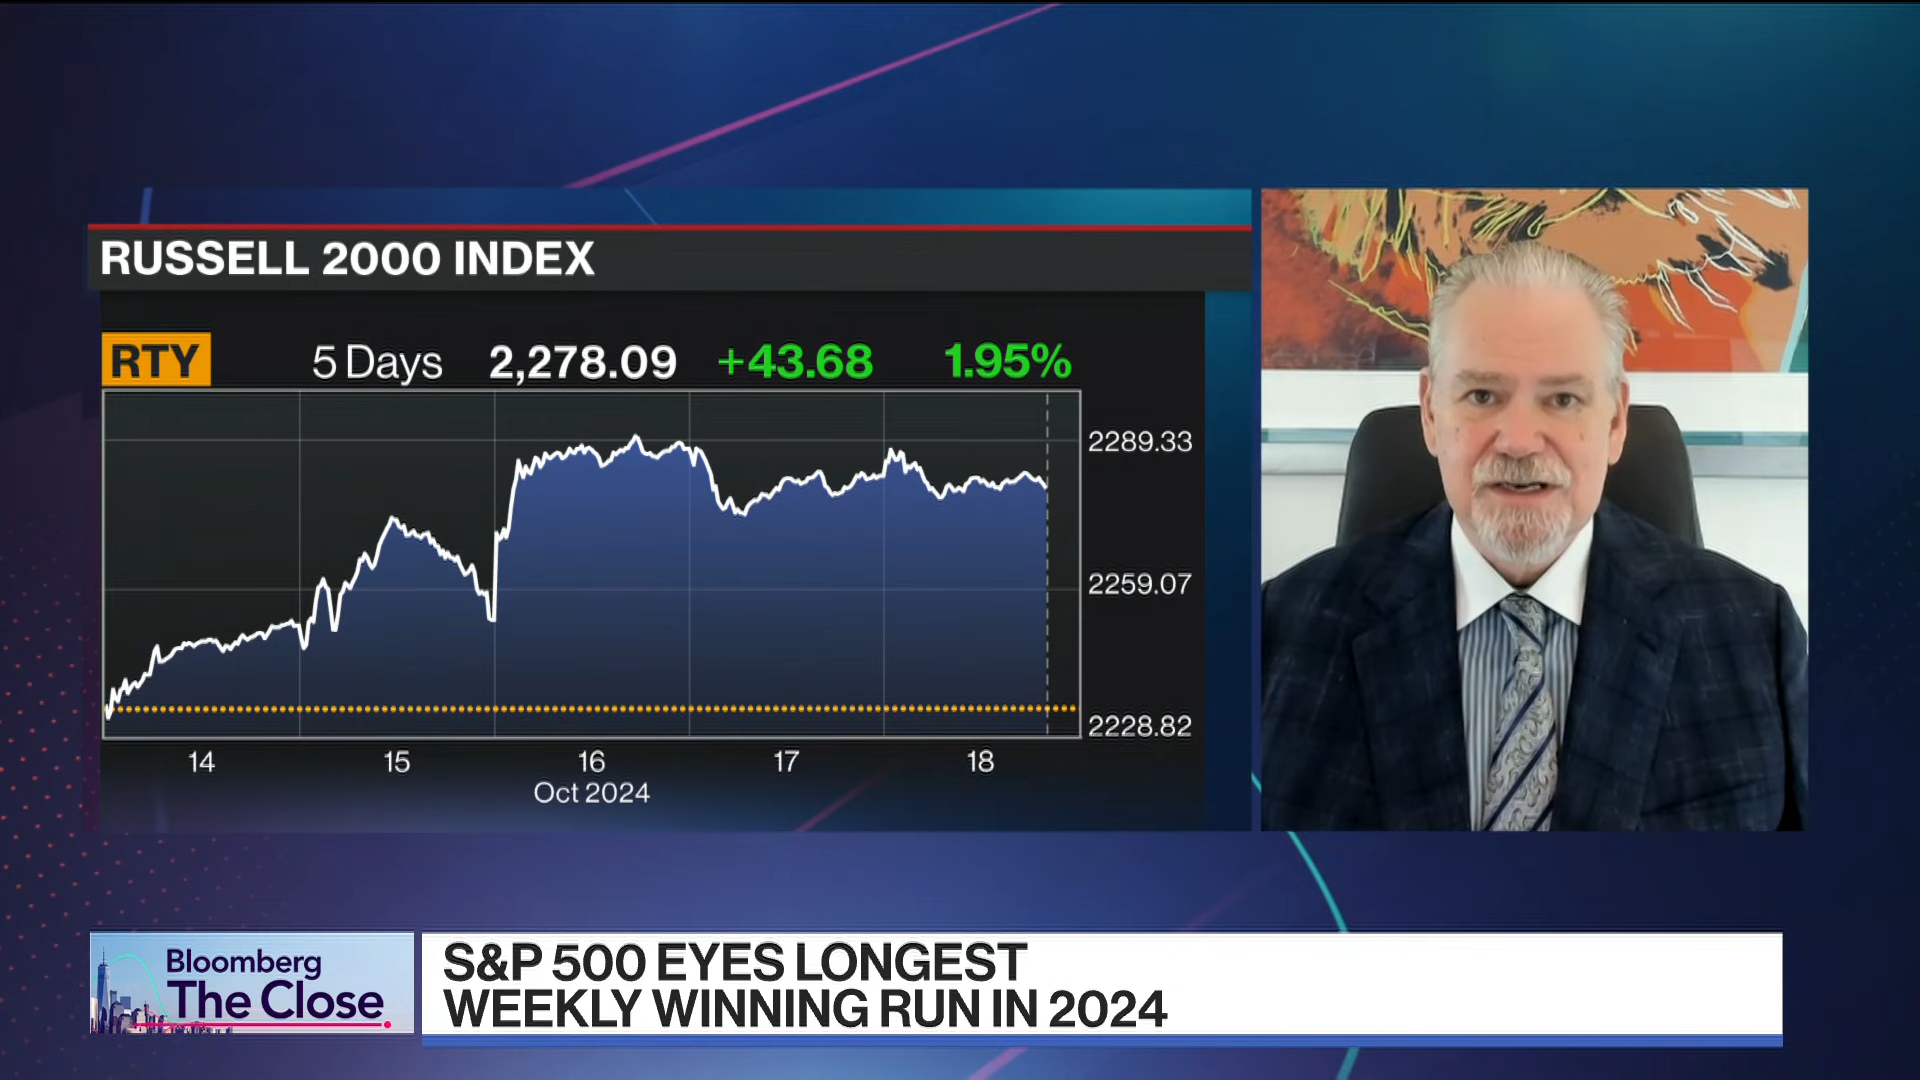 RUSSELL 2000 INDEX
RTY 5 Days 2,278.09 +43.68 1.95%
2289.33
2259.07
2228.82
14 15 16 17 18
Oct 2024
Bloomberg
The Close
S&P 500 EYES LONGEST
WEEKLY WINNING RUN IN 2024